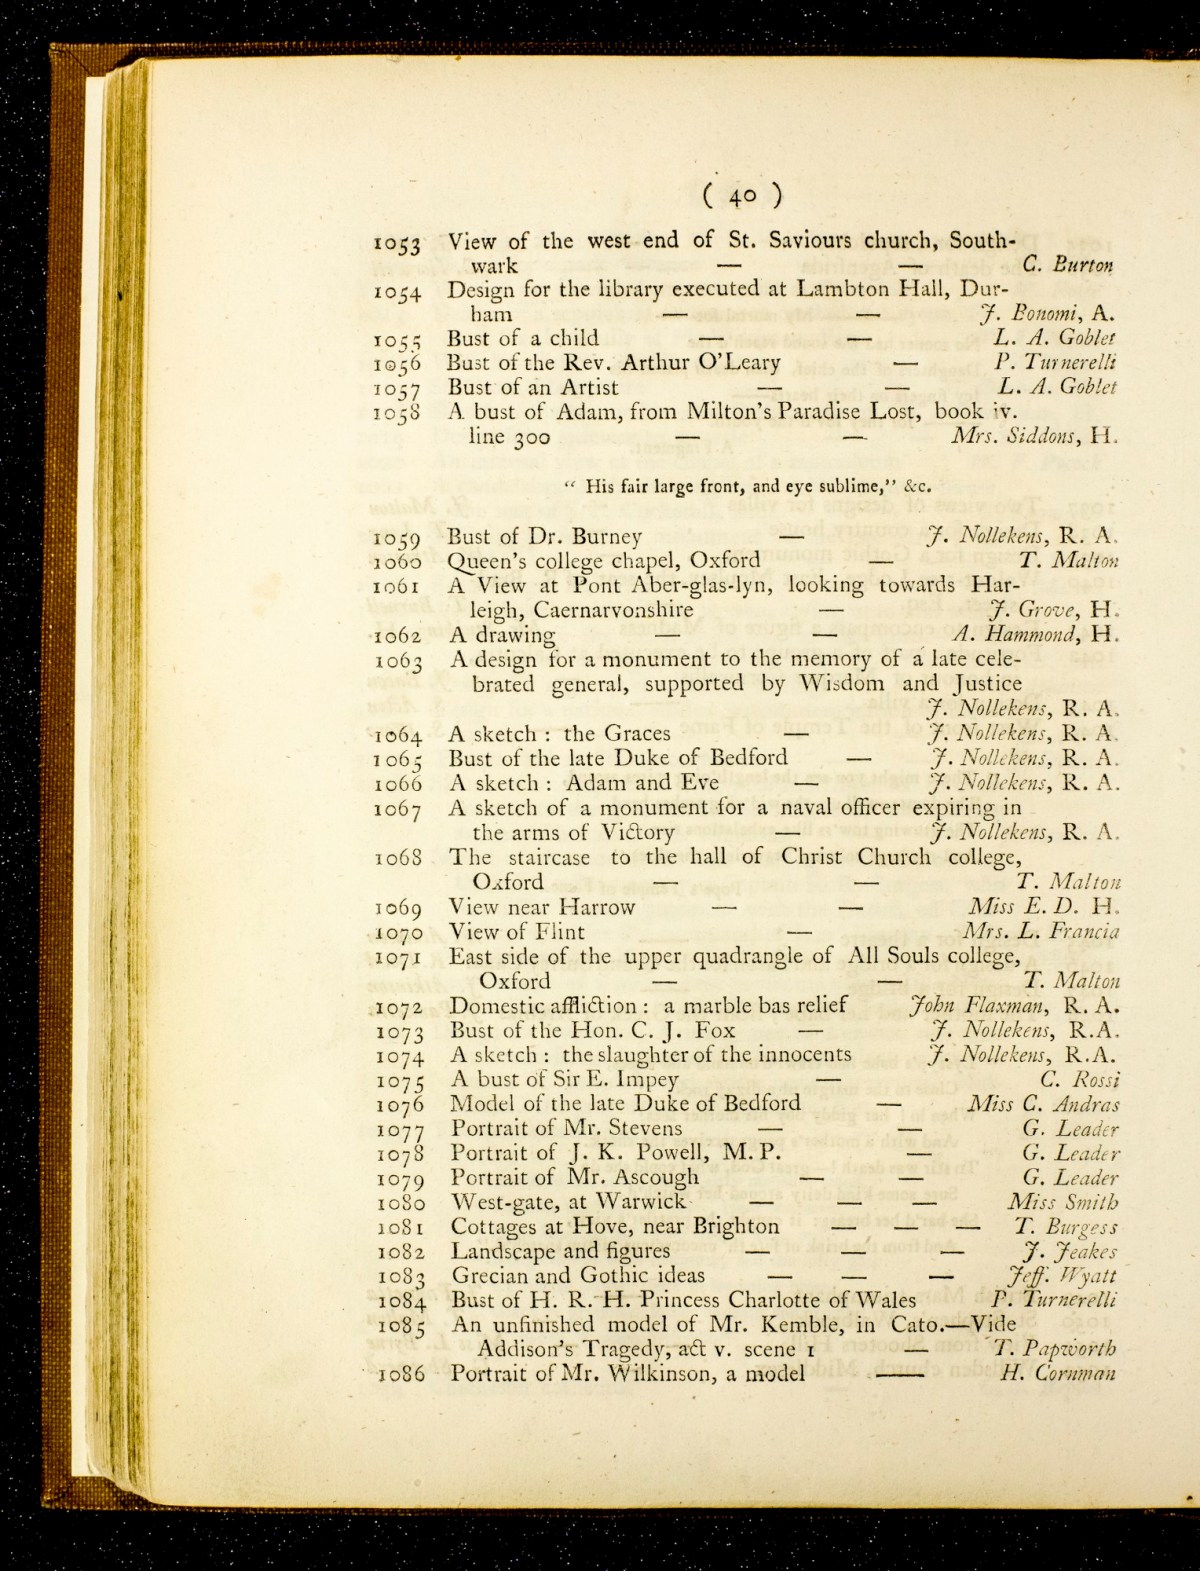 ( 40 )
1053 View of the west end of St. Saviours church, South-
wark — — C. Burton
1054 Design for the library executed at Lambton Hall, Dur-
ham — — J. Bonomi, A.
1055 Bust of a child — — L. A. Goblet
1056 Bust of the Rev. Arthur O'Leary — P. Turnerelli
1057 Bust of an Artist — — L. A. Goblet
1058 A bust of Adam, from Milton's Paradise Lost, book iv.
line 300 — — Mrs. Siddons, H.
“ His fair large front, and eye sublime,” &c.
1059 Bust of Dr. Burney — J. Nollekens, R. A.
1060 Queen's college chapel, Oxford — T. Malton
1061 A View at Pont Aber-glas-lyn, looking towards Har-
leigh, Caernarvonshire — J. Grove, H.
1062 A drawing — — A. Hammond, H.
1063 A design for a monument to the memory of a late cele-
brated general, supported by Wisdom and Justice
J. Nollekens, R. A.
1064 A sketch : the Graces — J. Nollekens, R. A.
1065 Bust of the late Duke of Bedford — J. Nollekens, R. A.
1066 A sketch : Adam and Eve — J. Nollekens, R. A.
1067 A sketch of a monument for a naval officer expiring in
the arms of Victory — J. Nollekens, R. A.
1068 The staircase to the hall of Christ Church college,
Oxford — — T. Malton
1069 View near Harrow — — Miss E. D. H.
1070 View of Flint — Mrs. L. Francia
1071 East side of the upper quadrangle of All Souls college,
Oxford — — T. Malton
1072 Domestic affliction : a marble bas relief John Flaxman, R. A.
1073 Bust of the Hon. C. J. Fox — J. Nollekens, R.A.
1074 A sketch : the slaughter of the innocents J. Nollekens, R.A.
1075 A bust of Sir E. Impey — C. Rossi
1076 Model of the late Duke of Bedford — Miss C. Andras
1077 Portrait of Mr. Stevens — — G. Leader
1078 Portrait of J. K. Powell, M. P. — G. Leader
1079 Portrait of Mr. Ascough — — G. Leader
1080 West-gate, at Warwick — — — Miss Smith
1081 Cottages at Hove, near Brighton — — — T. Burgess
1082 Landscape and figures — — — J. Jeakes
1083 Grecian and Gothic ideas — — — Jeff. Wyatt
1084 Bust of H. R. H. Princess Charlotte of Wales P. Turnerelli
1085 An unfinished model of Mr. Kemble, in Cato.—Vide
Addison's Tragedy, act v. scene 1 — T. Papworth
1086 Portrait of Mr. Wilkinson, a model — H. Cornman